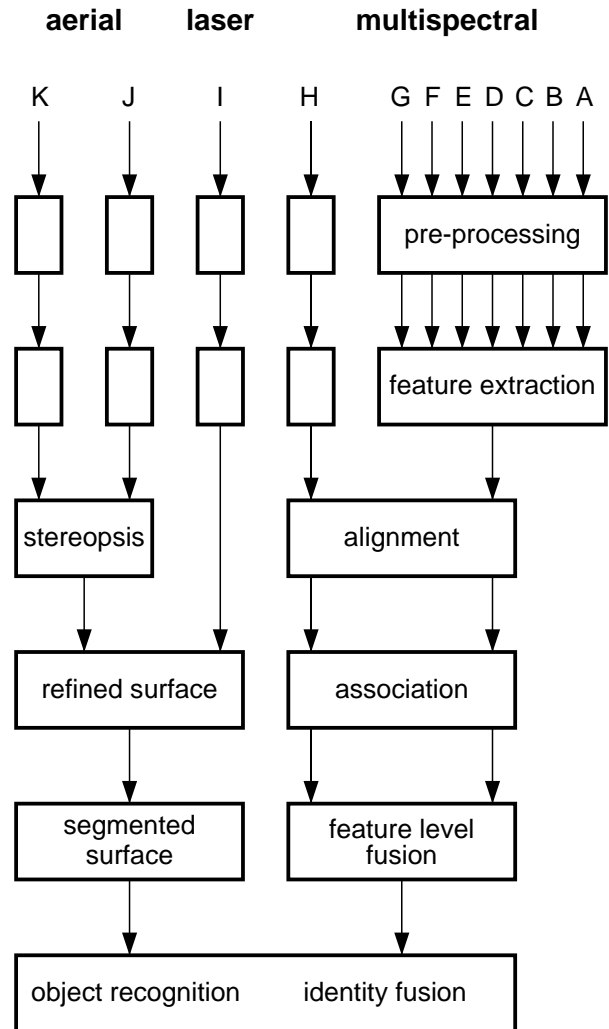 aerial laser multispectral
K J I H G F E D C B A
pre-processing
feature extraction
stereopsis alignment
refined surface association
segmented
surface
feature level
fusion
object recognition identity fusion